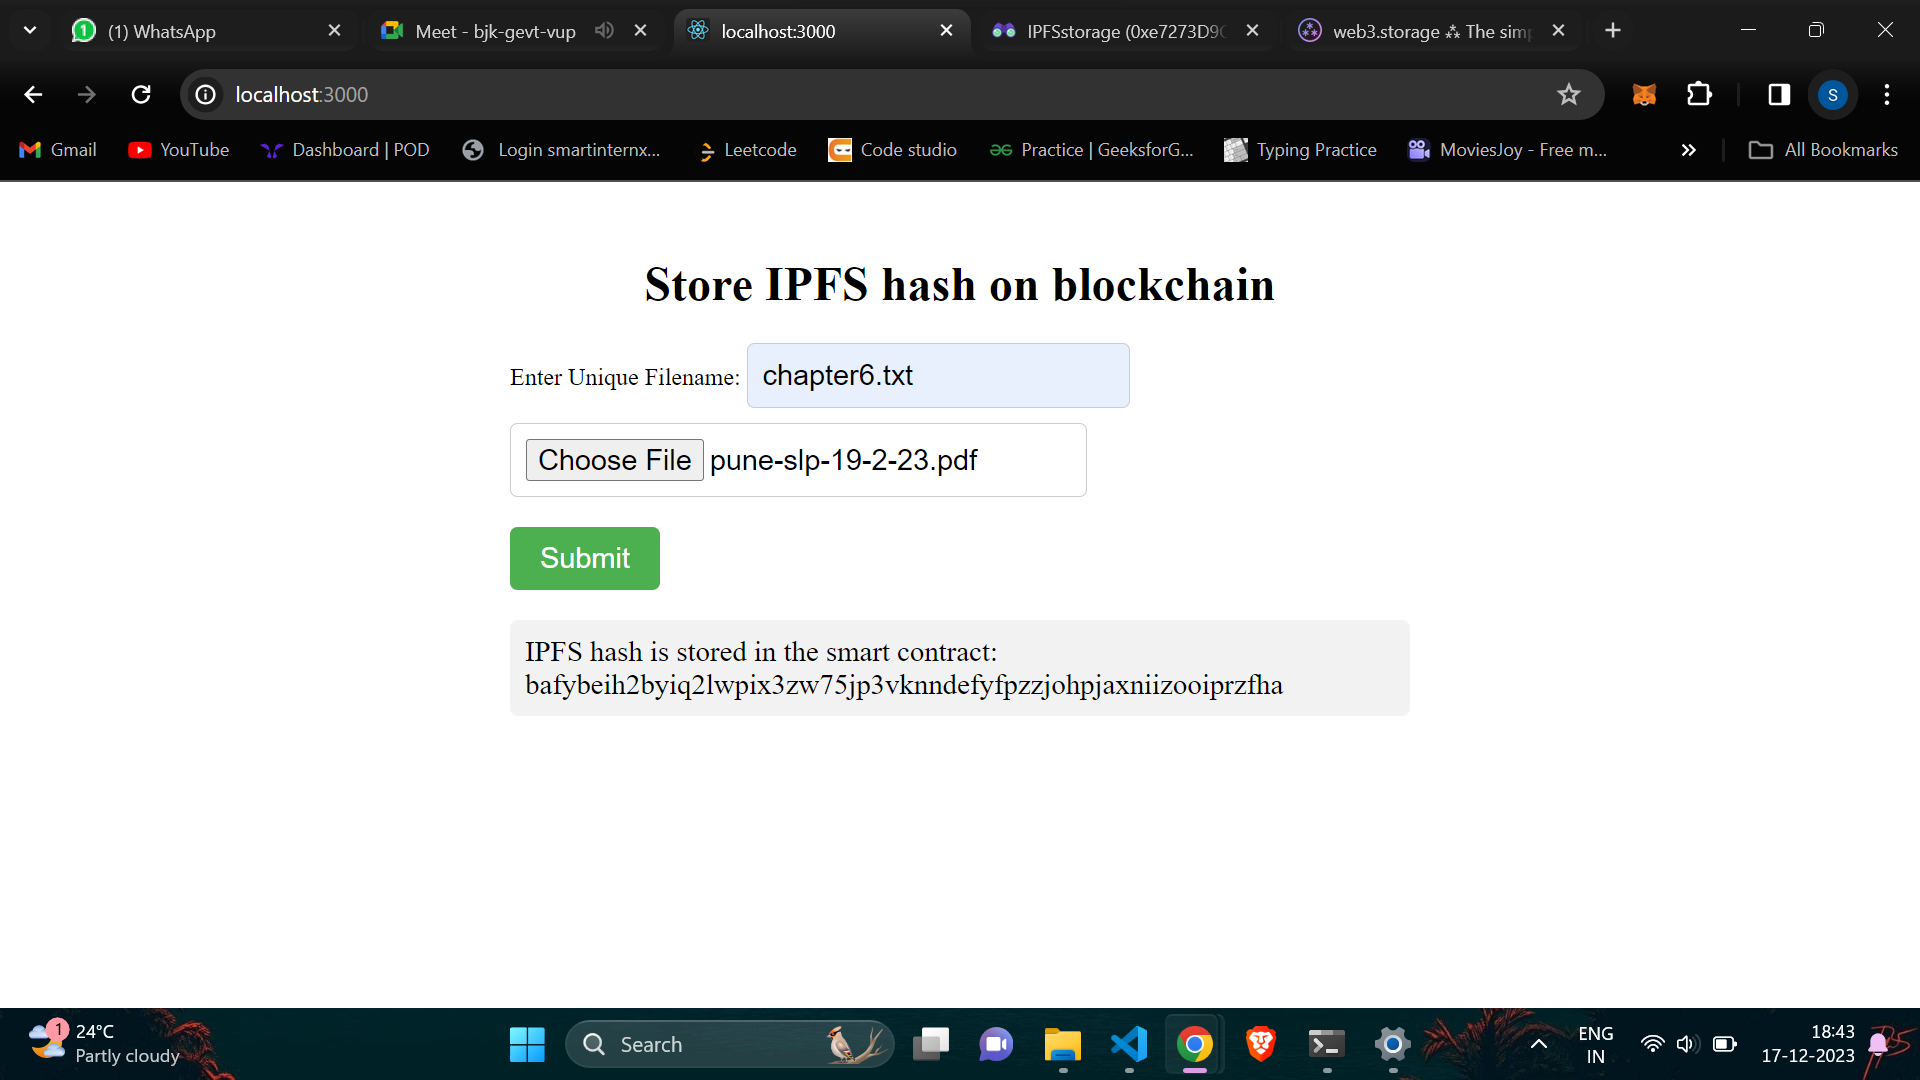 (1) WhatsApp
Meet - bjk-gevt-vup
localhost:3000
IPFSstorage (0xe7273D9C
web3.storage ⁂ The simp
localhost:3000
S
Gmail
YouTube
Dashboard | POD
Login smartinternx...
Leetcode
Code studio
Practice | GeeksforG...
Typing Practice
MoviesJoy - Free m...
All Bookmarks
Store IPFS hash on blockchain
Enter Unique Filename: chapter6.txt
Choose File pune-slp-19-2-23.pdf
Submit
IPFS hash is stored in the smart contract:
bafybeih2byiq2lwpix3zw75jp3vknndefyfpzzjohpjaxniizooiprzfha
1
24°C
Partly cloudy
Search
ENG
IN
18:43
17-12-2023